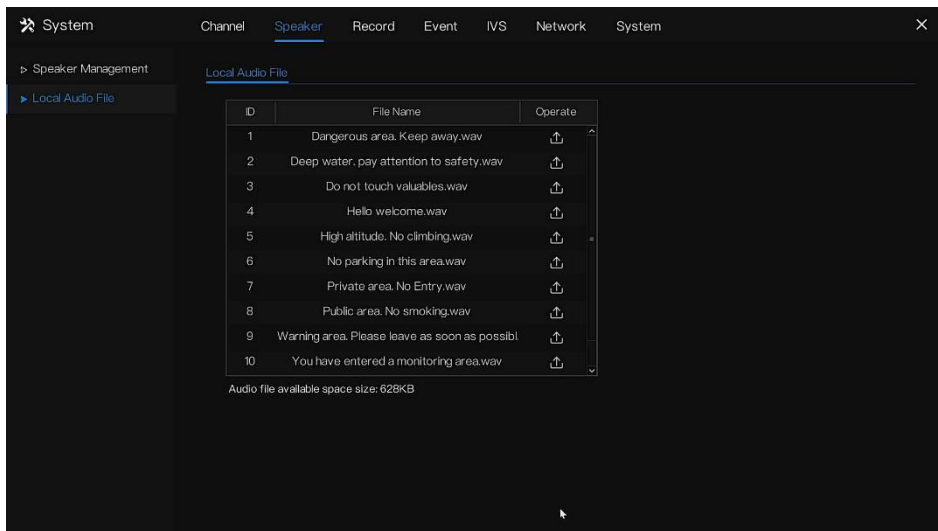 System
Channel Speaker Record Event IVS Network System
Speaker Management
Local Audio File
Local Audio File
ID File Name Operate
1 Dangerous area. Keep away.wav
2 Deep water. pay attention to safety.wav
3 Do not touch valuables.wav
4 Hello welcome.wav
5 High altitude. No climbing.wav
6 No parking in this area.wav
7 Private area. No Entry.wav
8 Public area. No smoking.wav
9 Warning area. Please leave as soon as possibl.
10 You have entered a monitoring area.wav
Audio file available space size: 628KB